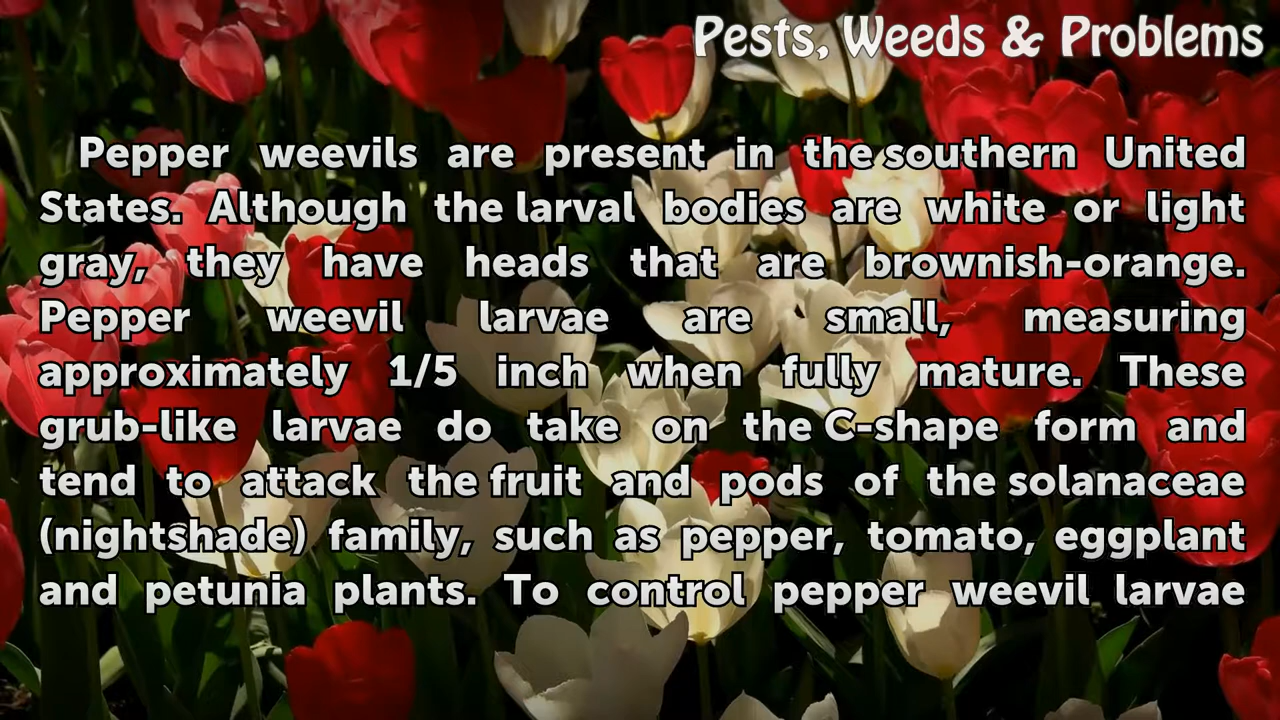 Pests, Weeds & Problems
Pepper weevils are present in the southern United
States. Although the larval bodies are white or light
gray, they have heads that are brownish-orange.
Pepper weevil larvae are small, measuring
approximately 1/5 inch when fully mature. These
grub-like larvae do take on the C-shape form and
tend to attack the fruit and pods of the solanaceae
(nightshade) family, such as pepper, tomato, eggplant
and petunia plants. To control pepper weevil larvae